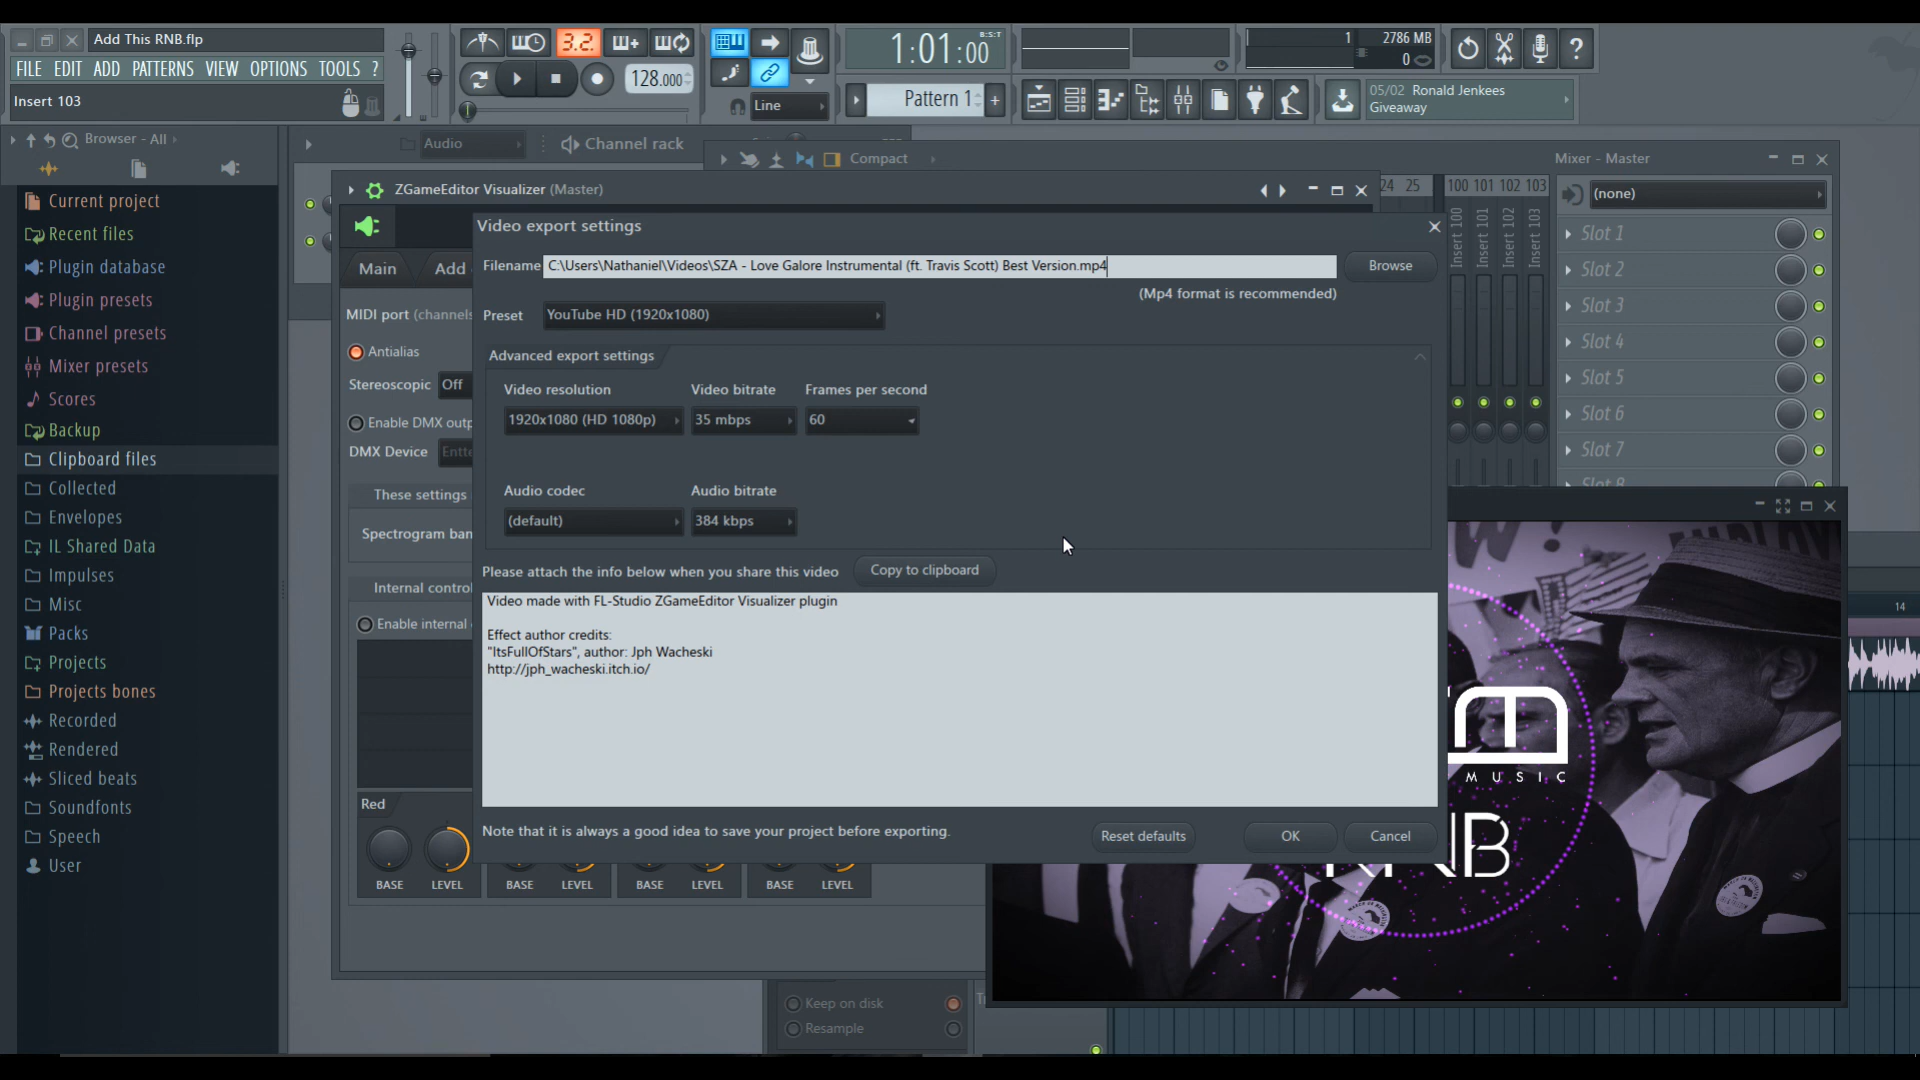 Add This RNB.flp
FILE EDIT ADD PATTERNS VIEW OPTIONS TOOLS ?
Insert 103
3.2.
128.000
Line
1:01:00
B:S:T
Pattern 1
+
1
2786 MB
0
?
05/02 Ronald Jenkees
Giveaway
Browser - All
Current project
Recent files
Plugin database
Plugin presets
Channel presets
Mixer presets
Scores
Backup
Clipboard files
Collected
Envelopes
IL Shared Data
Impulses
Misc
Packs
Projects
Projects bones
Recorded
Rendered
Sliced beats
Soundfonts
Speech
User
Audio
Channel rack
Compact
Mixer - Master
24 25
100 101 102 103
Insert 100
Insert 101
Insert 102
Insert 103
(none)
Slot 1
Slot 2
Slot 3
Slot 4
Slot 5
Slot 6
Slot 7
Slot 8
ZGameEditor Visualizer (Master)
Main
Add
MIDI port (channels
Antialias
Stereoscopic
Off
Enable DMX outp
DMX Device
Entte
These settings
Spectrogram ban
Internal control
Enable internal
Red
BASE LEVEL
BASE LEVEL
BASE LEVEL
BASE LEVEL
Video export settings
Filename
C:\Users\Nathaniel\Videos\SZA - Love Galore Instrumental (ft. Travis Scott) Best Version.mp4
Browse
(Mp4 format is recommended)
Preset
YouTube HD (1920x1080)
Advanced export settings
Video resolution
Video bitrate
Frames per second
1920x1080 (HD 1080p)
35 mbps
60
Audio codec
Audio bitrate
(default)
384 kbps
Please attach the info below when you share this video
Copy to clipboard
Video made with FL-Studio ZGameEditor Visualizer plugin
Effect author credits:
"ItsFullOfStars", author: Jph Wacheski
http://jph_wacheski.itch.io/
Note that it is always a good idea to save your project before exporting.
Reset defaults
OK
Cancel
MUSIC
RNB
14
Keep on disk
Resample